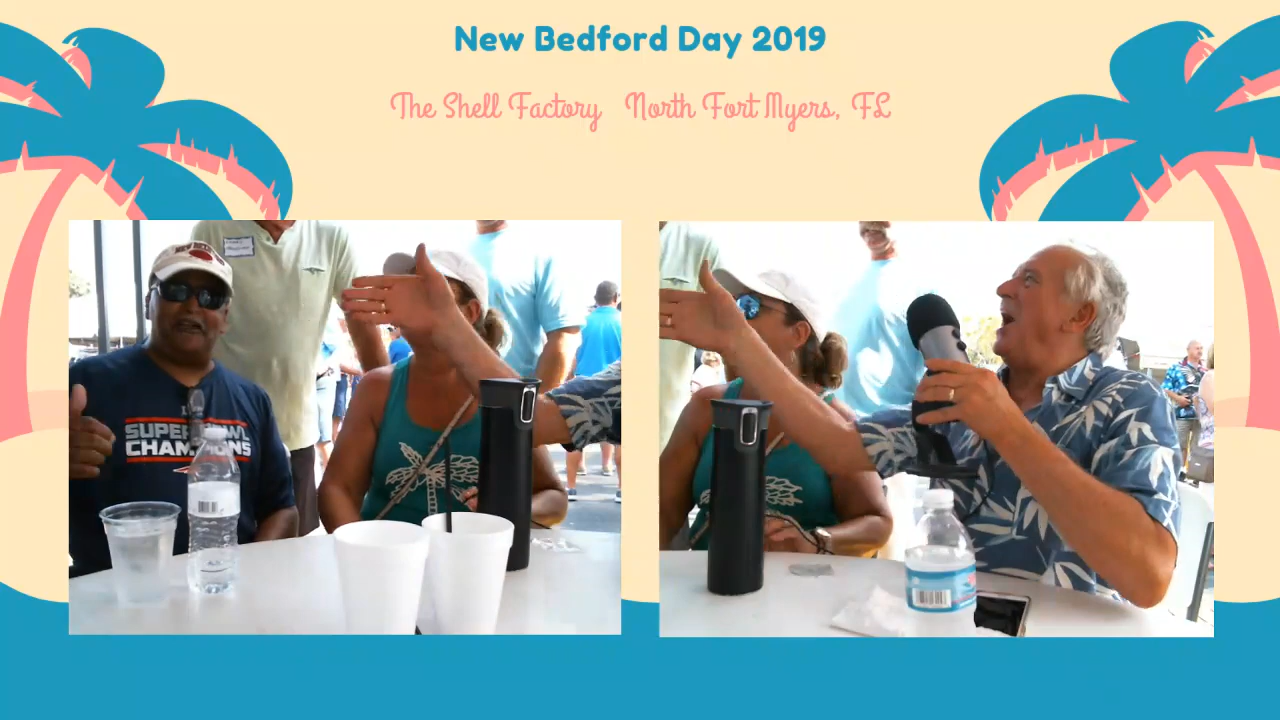 New Bedford Day 2019
The Shell Factory North Fort Myers, FL
SUPER BOWL
CHAMPIONS